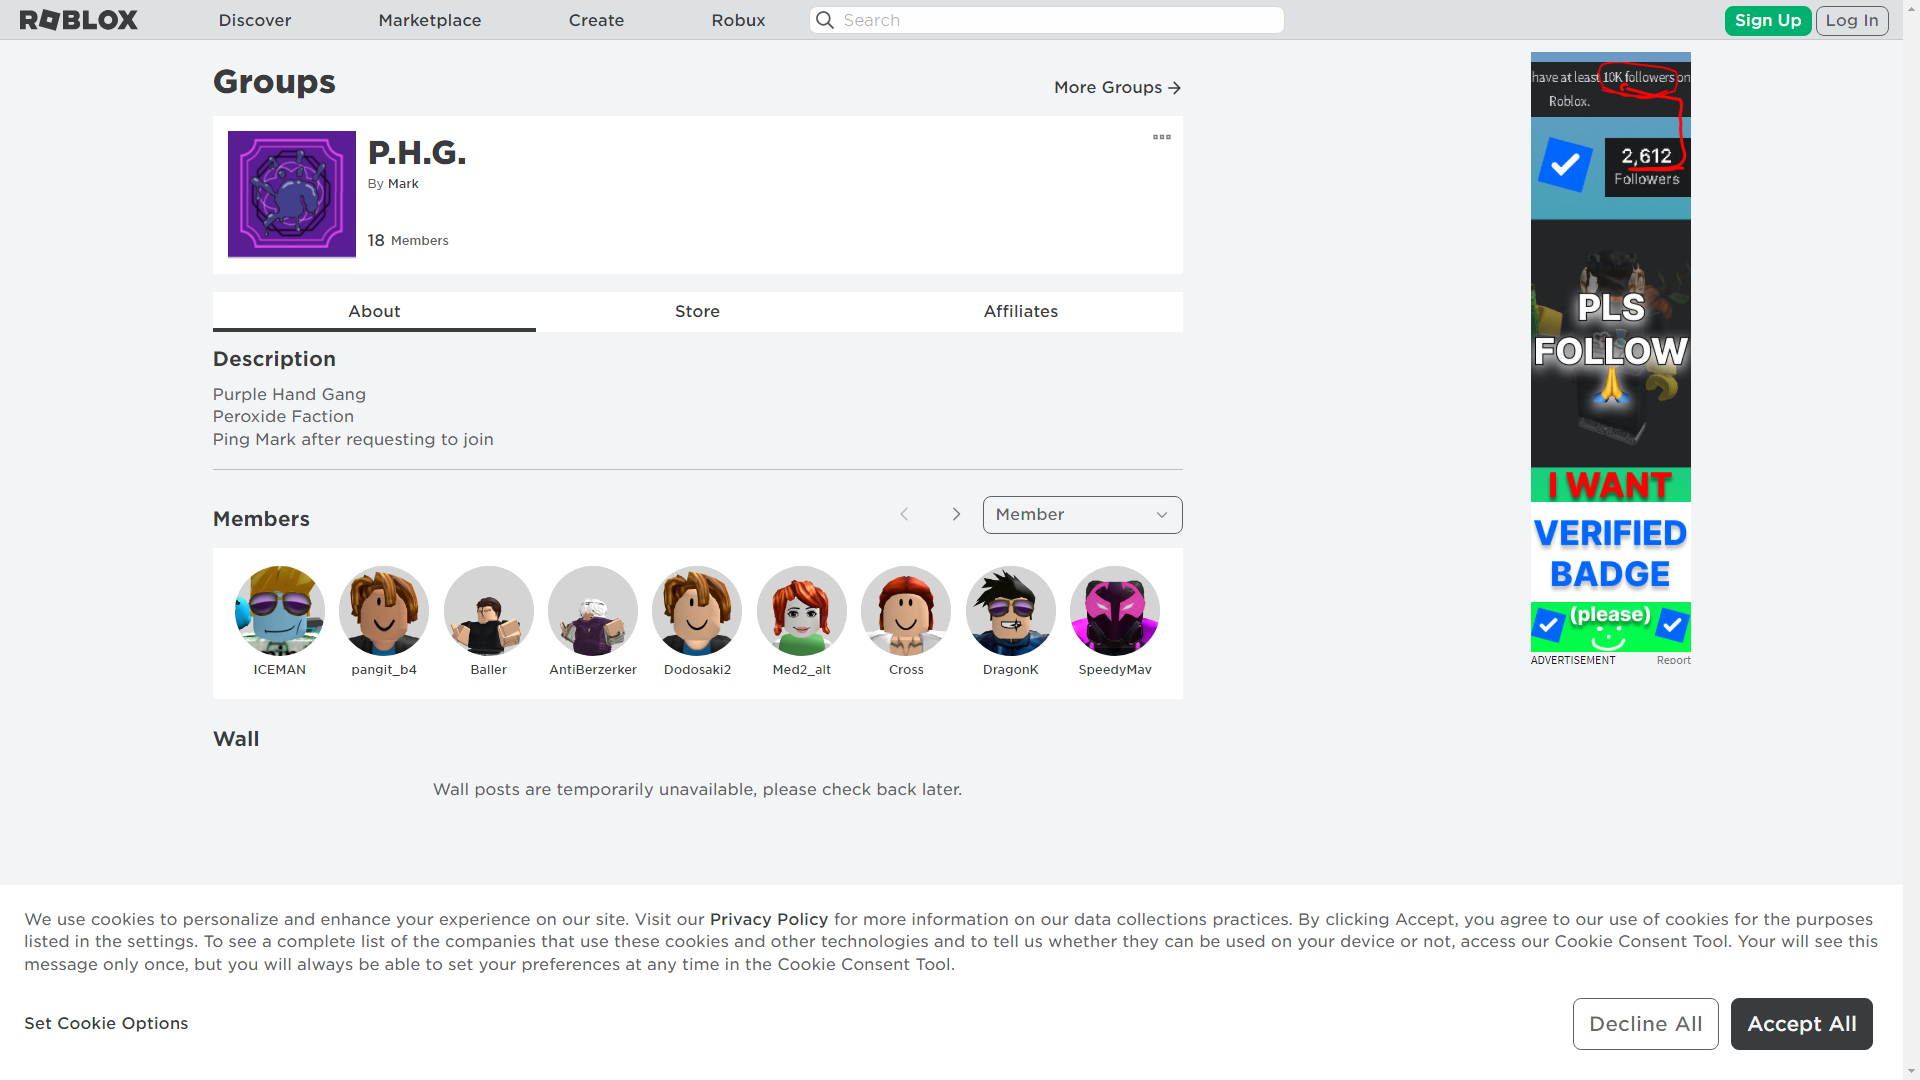 ROBLOX
Discover
Marketplace
Create
Robux
Search
Sign Up
Log In
Groups
More Groups
P.H.G.
By Mark
18 Members
About
Store
Affiliates
Description
Purple Hand Gang
Peroxide Faction
Ping Mark after requesting to join
Members
Member
ICEMAN
pangit_b4
Baller
AntiBerzerker
Dodosaki2
Med2_alt
Cross
DragonK
SpeedyMav
Wall
Wall posts are temporarily unavailable, please check back later.
have at least 10K followers on
Roblox.
2,612
Followers
PLS
FOLLOW
I WANT
VERIFIED
BADGE
(please)
ADVERTISEMENT
Report
We use cookies to personalize and enhance your experience on our site. Visit our Privacy Policy for more information on our data collections practices. By clicking Accept, you agree to our use of cookies for the purposes
listed in the settings. To see a complete list of the companies that use these cookies and other technologies and to tell us whether they can be used on your device or not, access our Cookie Consent Tool. Your will see this
message only once, but you will always be able to set your preferences at any time in the Cookie Consent Tool.
Set Cookie Options
Decline All
Accept All